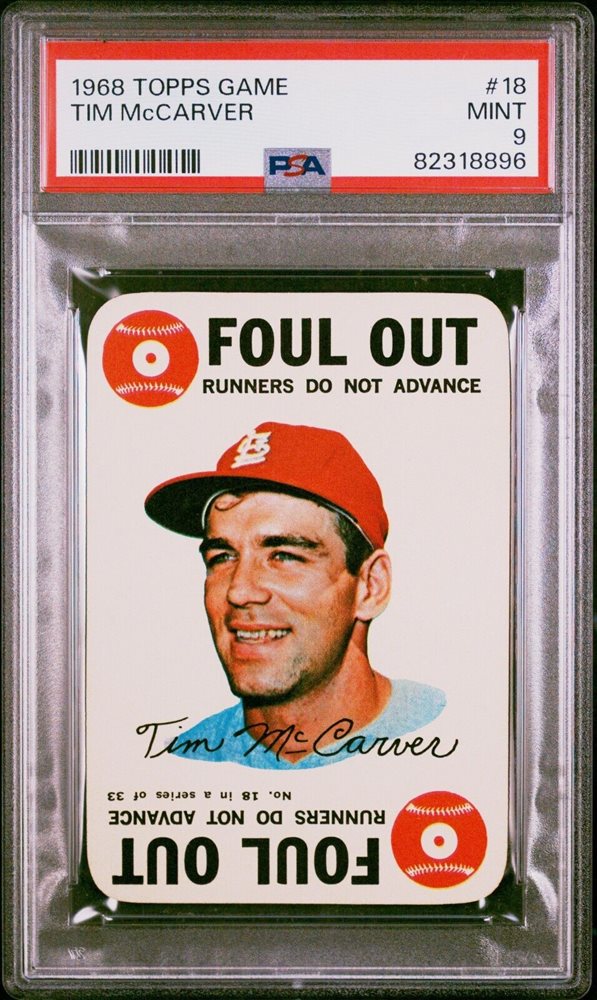 1968 TOPPS GAME #18
TIM McCARVER MINT
9
PSA 82318896
FOUL OUT
RUNNERS DO NOT ADVANCE
StL
Tim McCarver
No. 18 in a series of 33
RUNNERS DO NOT ADVANCE
FOUL OUT